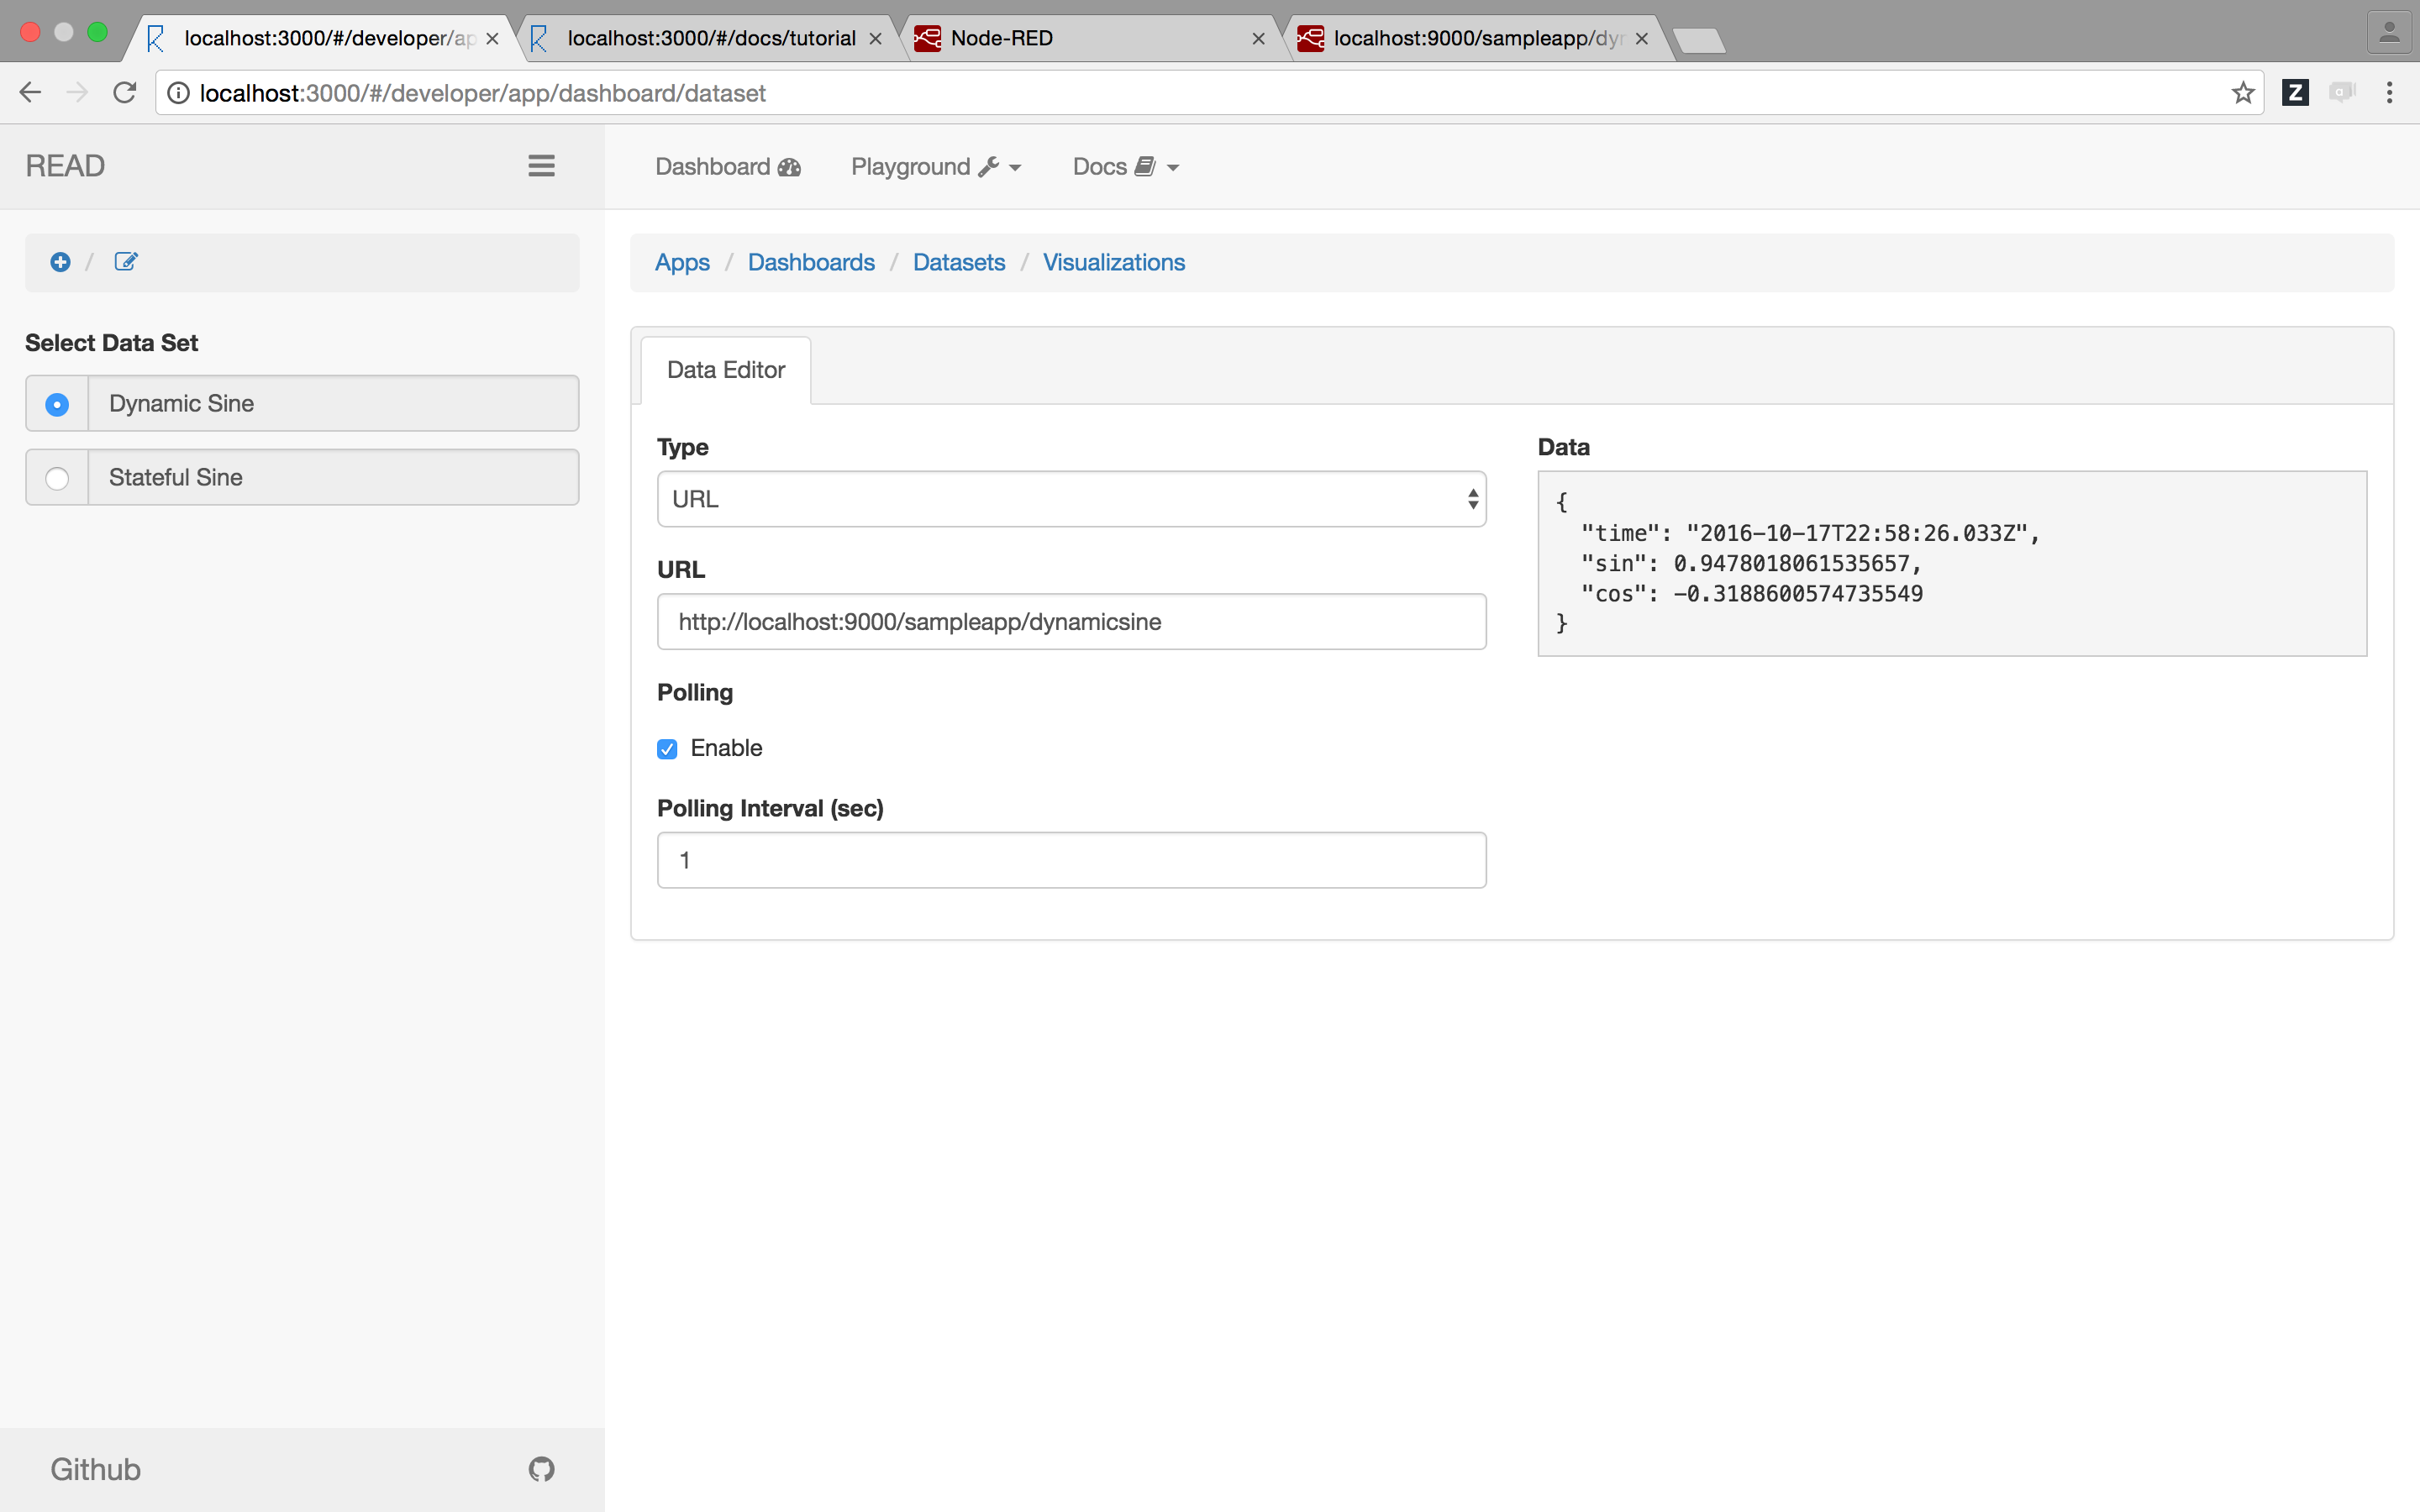 localhost:3000/#/developer/ap
localhost:3000/#/docs/tutorial
Node-RED
localhost:9000/sampleapp/dyn
localhost:3000/#/developer/app/dashboard/dataset
Z
a
READ
Dashboard
Playground
Docs
/
Apps / Dashboards / Datasets / Visualizations
Select Data Set
Dynamic Sine
Stateful Sine
Data Editor
Type
URL
URL
http://localhost:9000/sampleapp/dynamicsine
Polling
Enable
Polling Interval (sec)
1
Data
{
"time": "2016-10-17T22:58:26.033Z",
"sin": 0.9478018061535657,
"cos": -0.3188600574735549
}
Github